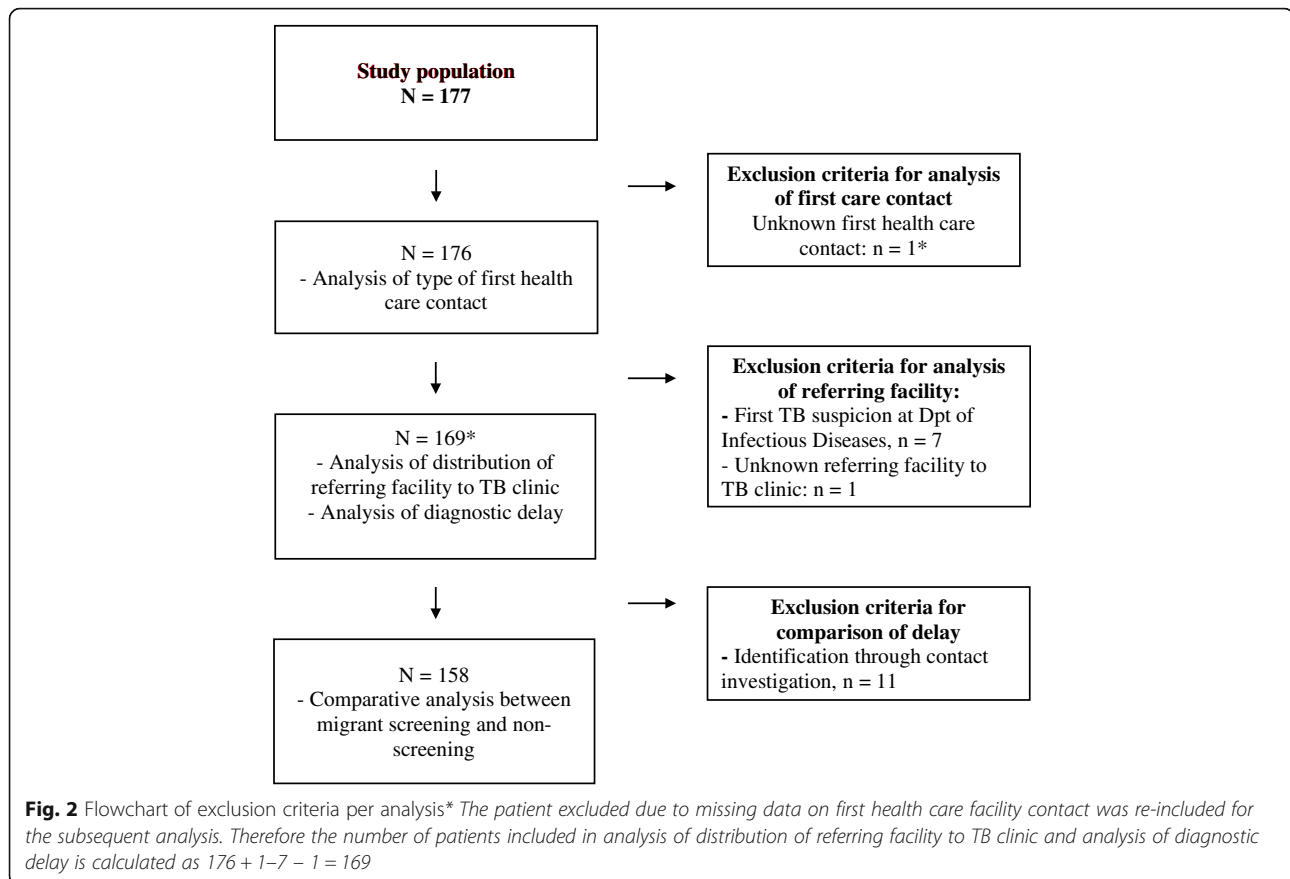 Study population
N = 177
Exclusion criteria for analysis
of first care contact
Unknown first health care
contact: n = 1*
N = 176
- Analysis of type of first health
care contact
Exclusion criteria for analysis
of referring facility:
- First TB suspicion at Dpt of
Infectious Diseases, n = 7
- Unknown referring facility to
TB clinic: n = 1
N = 169*
- Analysis of distribution of
referring facility to TB clinic
- Analysis of diagnostic delay
Exclusion criteria for
comparison of delay
- Identification through contact
investigation, n = 11
N = 158
- Comparative analysis between
migrant screening and non-
screening
Fig. 2 Flowchart of exclusion criteria per analysis* The patient excluded due to missing data on first health care facility contact was re-included for
the subsequent analysis. Therefore the number of patients included in analysis of distribution of referring facility to TB clinic and analysis of diagnostic
delay is calculated as 176 + 1–7 – 1 = 169